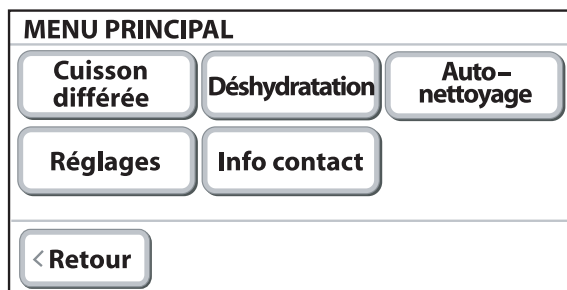 MENU PRINCIPAL
Cuisson
différée
Déshydratation
Auto–
nettoyage
Réglages
Info contact
< Retour